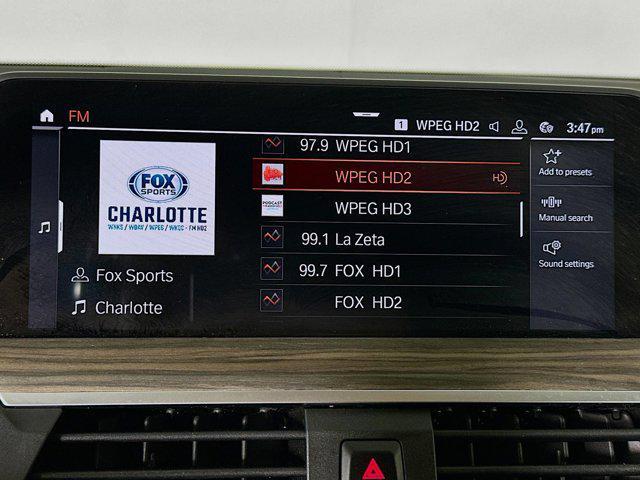 FM
1 WPEG HD2
3:47pm
97.9 WPEG HD1
WPEG HD2
HD
WPEG HD3
99.1 La Zeta
99.7 FOX HD1
FOX HD2
FOX
SPORTS
CHARLOTTE
WNKS / WBAV / WPEG / WKQC - FM HD2
Fox Sports
Charlotte
Add to presets
Manual search
Sound settings
PODCAST